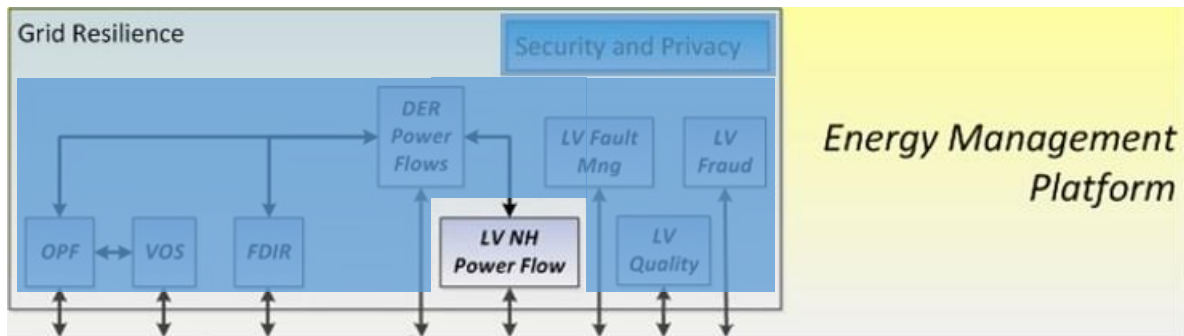 Grid Resilience
Security and Privacy
DER
Power
Flows
LV Fault
Mng
LV
Fraud
Energy Management
Platform
OPF
VOS
FDIR
LV NH
Power Flow
LV
Quality